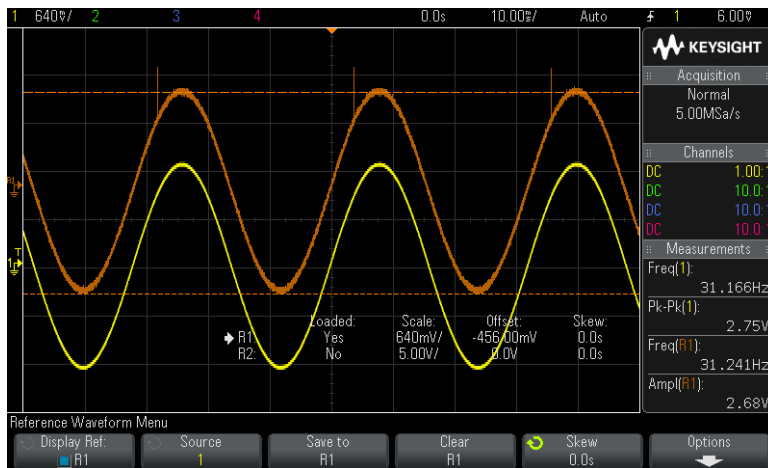 1 640V/ 2 3 4 0.0s 10.00s/ Auto 1 6.00V
KEYSIGHT
Acquisition
Normal
5.00MSa/s
Channels
DC 1.00:1
DC 10.0:1
DC 10.0:1
DC 10.0:1
Measurements
Freq(1):
31.166Hz
Pk-Pk(1):
2.75V
Freq(R1):
31.241Hz
Ampl(R1):
2.68V
R1
T
1
Loaded: Scale: Offset: Skew:
R1: Yes 640mV/ -456.00mV 0.0s
R2: No 5.00V/ 0.0V 0.0s
Reference Waveform Menu
Display Ref: Source Save to Clear Skew Options
R1 1 R1 R1 0.0s